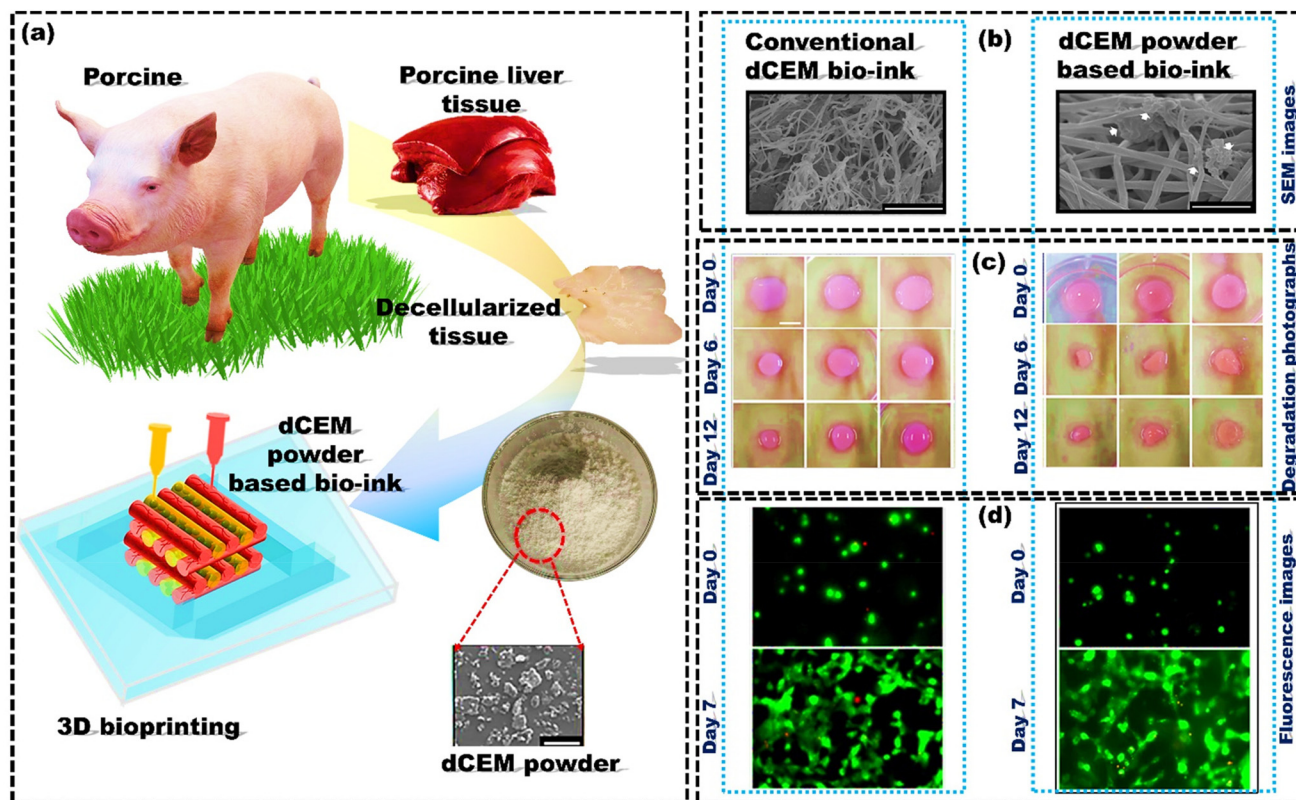 (a)
Porcine
Porcine liver
tissue
Decellularized
tissue
dCEM
powder
based bio-ink
3D bioprinting
dCEM powder
(b)
Conventional
dCEM bio-ink
dCEM powder
based bio-ink
SEM images
(c)
Day 0
Day 6
Day 12
Day 0
Day 6
Day 12
Degradation photographs
(d)
Day 0
Day 7
Day 0
Day 7
Fluorescence images